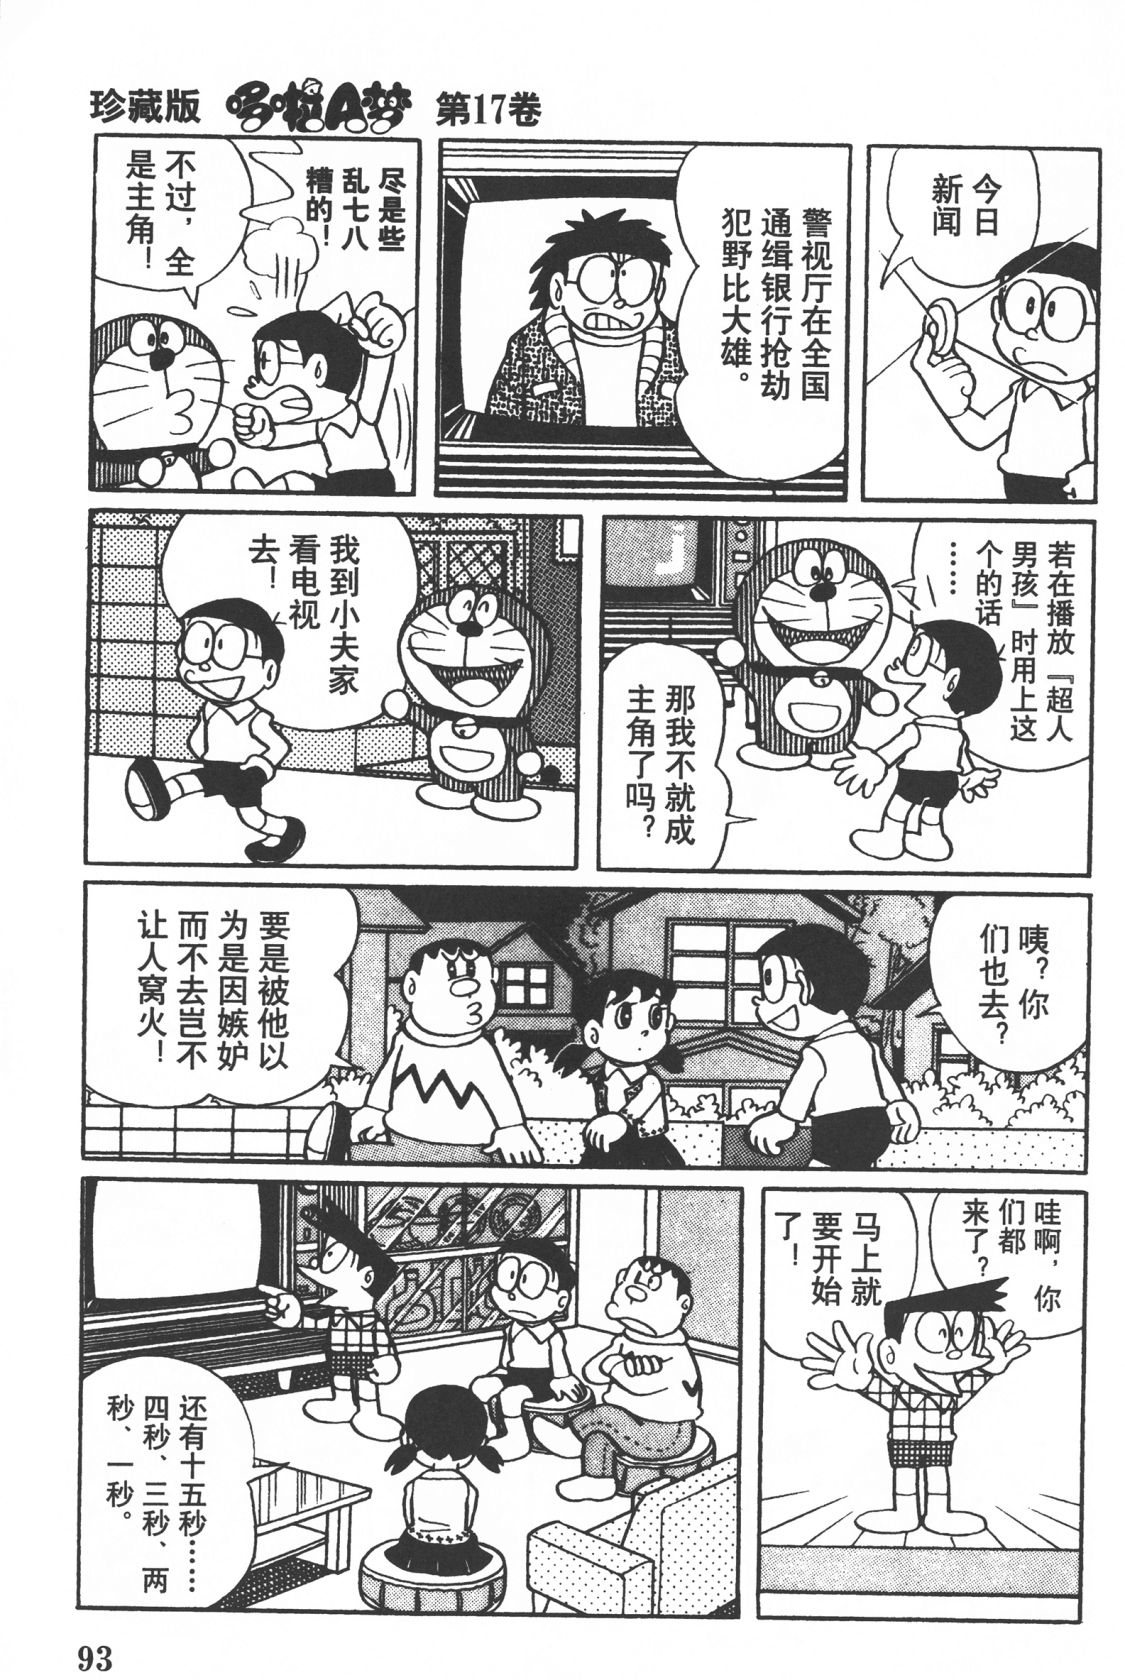 珍藏版 哆啦A梦 第17卷
今日
新闻
警视厅在全国
通缉银行抢劫
犯野比大雄。
尽是些
乱七八
糟的！
不过，全
是主角！
若在播放『超人
男孩』时用上这
个的话
……
那我不就成
主角了吗？
我到小夫家
看电视
去！
咦？你
们也去？
要是被他以
为是因嫉妒
而不去岂不
让人窝火！
哇啊，你
们都
来了？
马上就
要开始
了！
还有十五秒……
四秒、三秒、两
秒、一秒。
93